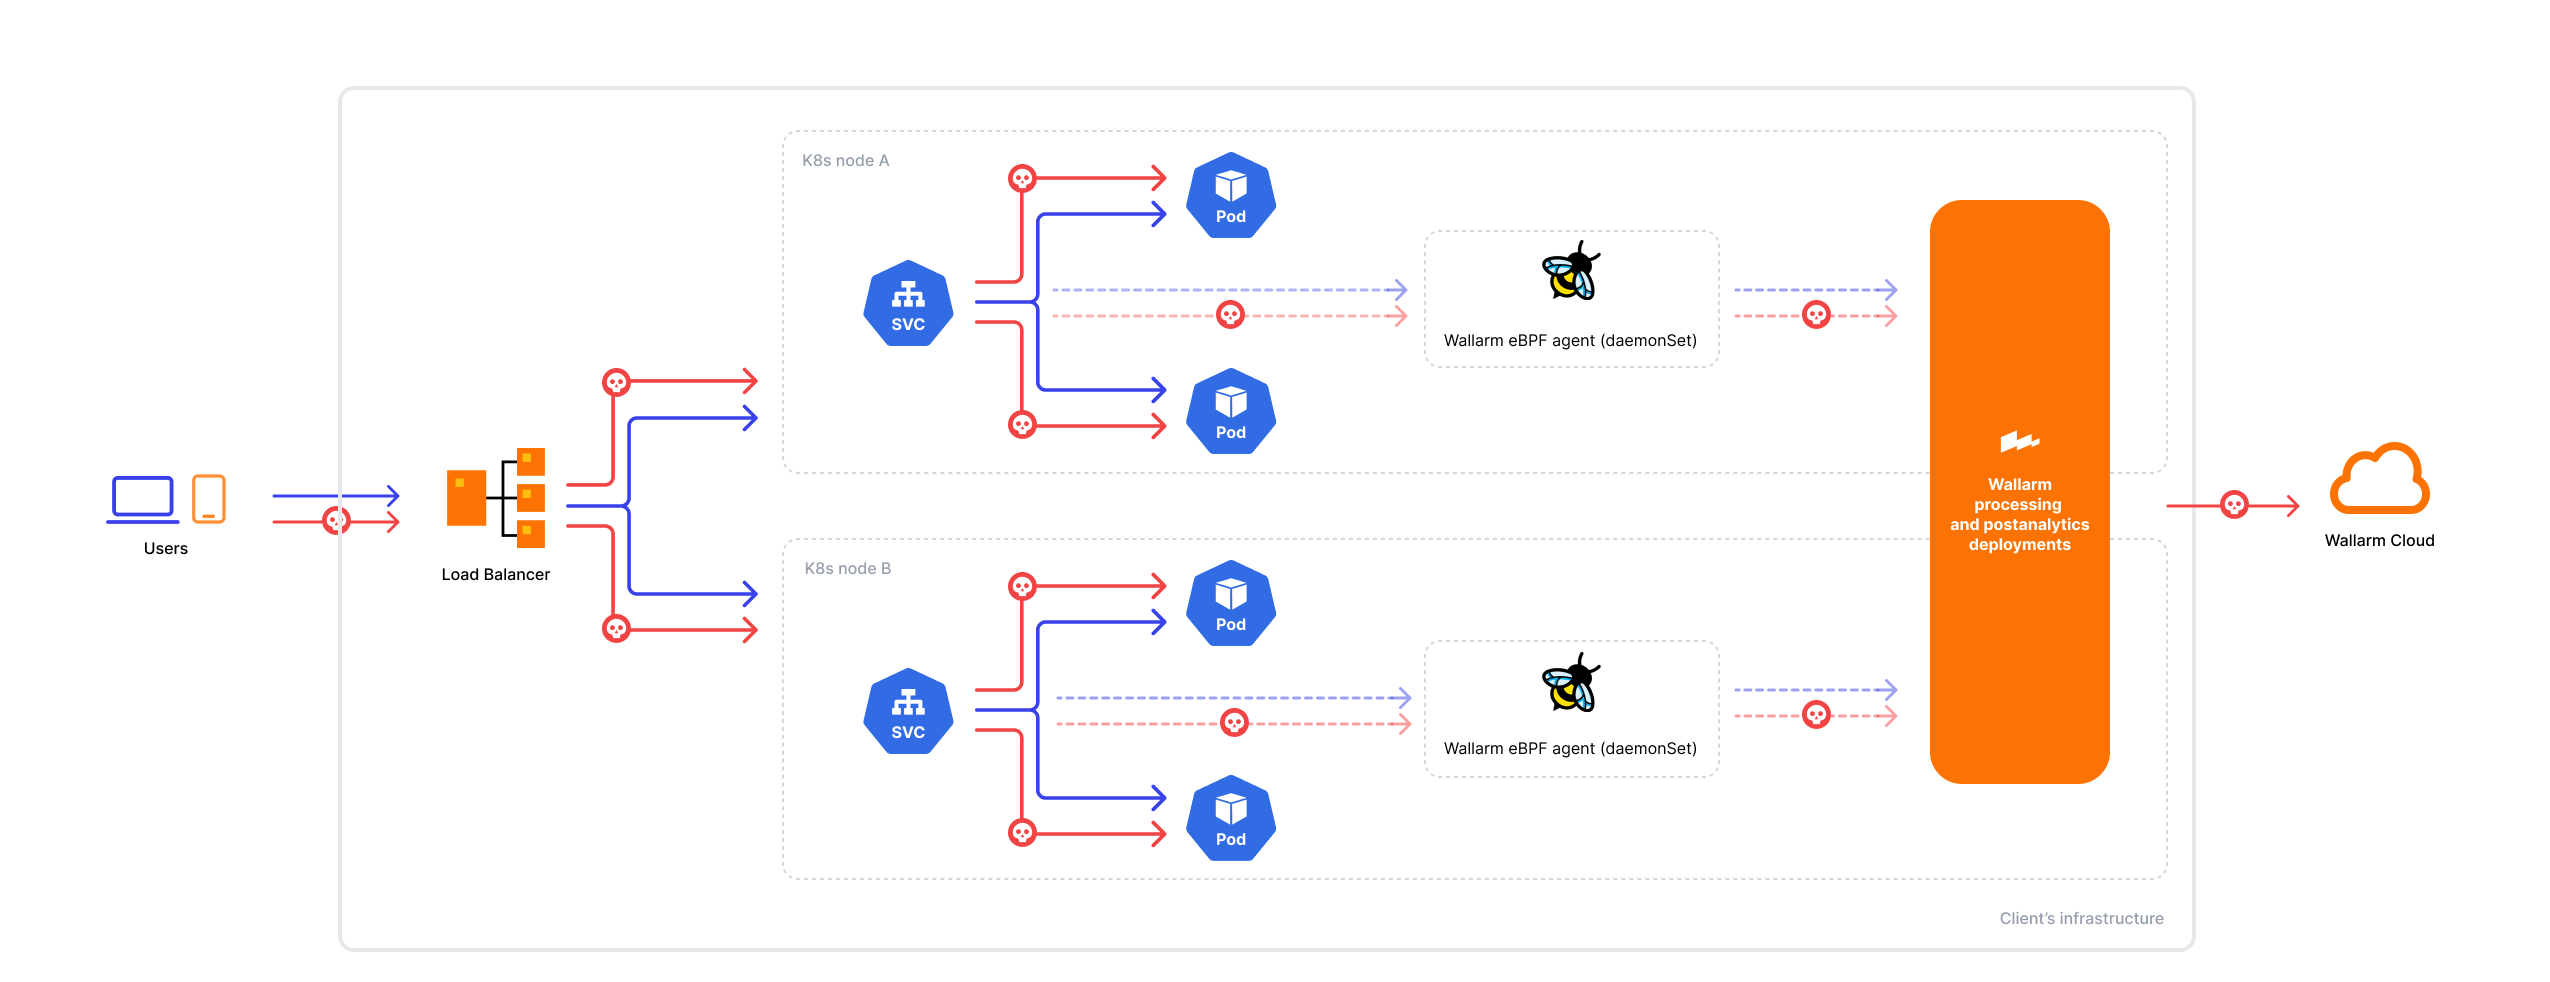 K8s node A
Pod
SVC
Wallarm eBPF agent (daemonSet)
Pod
Users
Load Balancer
Wallarm
processing
and postanalytics
deployments
Wallarm Cloud
K8s node B
Pod
SVC
Wallarm eBPF agent (daemonSet)
Pod
Client’s infrastructure